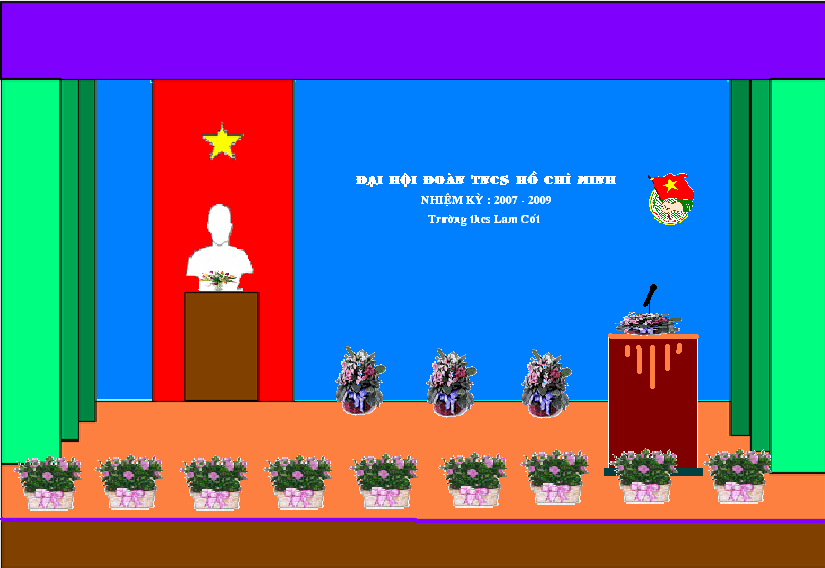 ĐẠI HỘI ĐOÀN TNCS HỒ CHÍ MINH
NHIỆM KỲ : 2007 - 2009
Trường thcs Lam Cốt